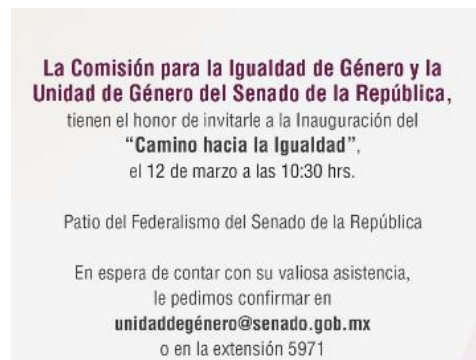 La Comisión para la Igualdad de Género y la
Unidad de Género del Senado de la República,
tienen el honor de invitarle a la Inauguración del
“Camino hacia la Igualdad”,
el 12 de marzo a las 10:30 hrs.
Patio del Federalismo del Senado de la República
En espera de contar con su valiosa asistencia,
le pedimos confirmar en
unidaddegénero@senado.gob.mx
o en la extensión 5971